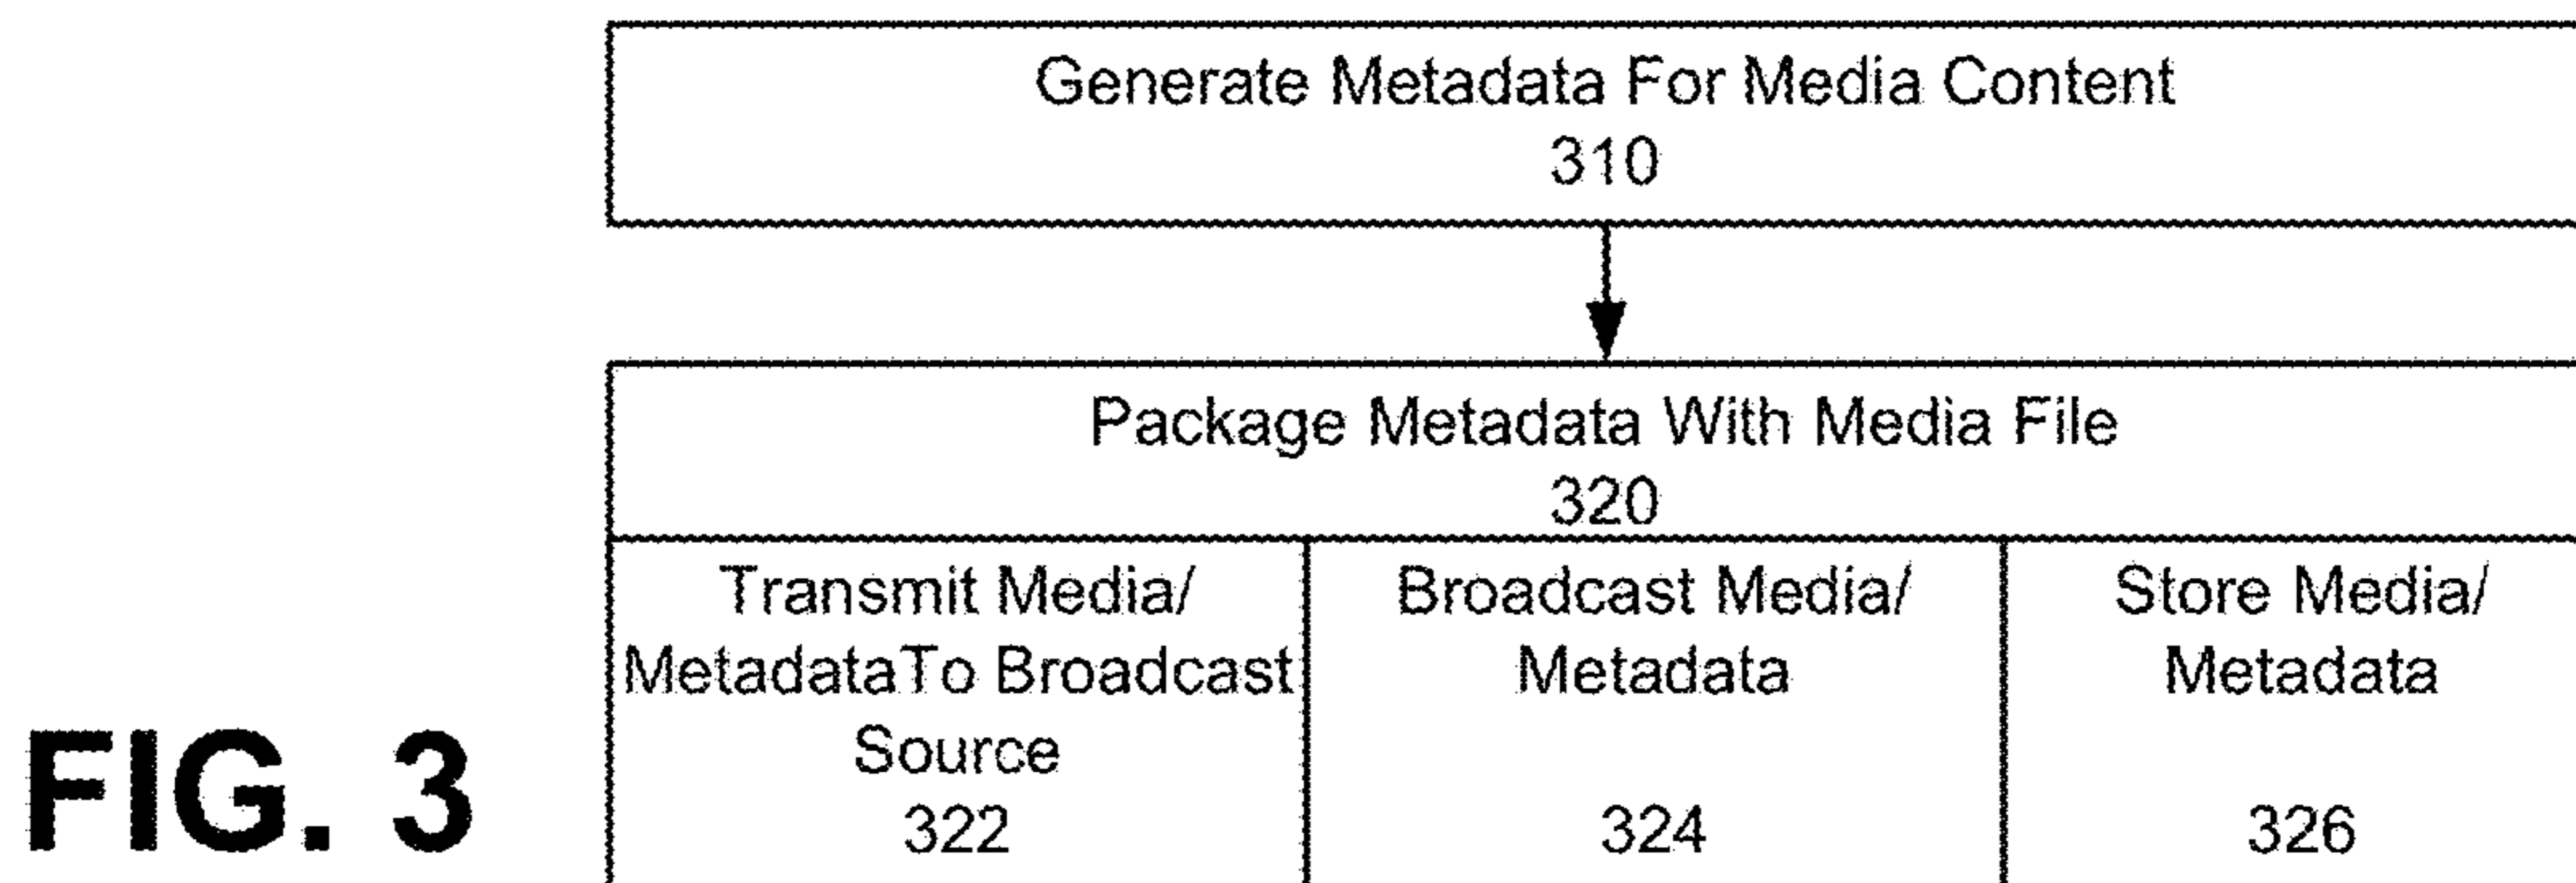 Generate Metadata For Media Content
310
Package Metadata With Media File
320
Transmit Media/
MetadataTo Broadcast
Source
322
Broadcast Media/
Metadata
324
Store Media/
Metadata
326
FIG. 3